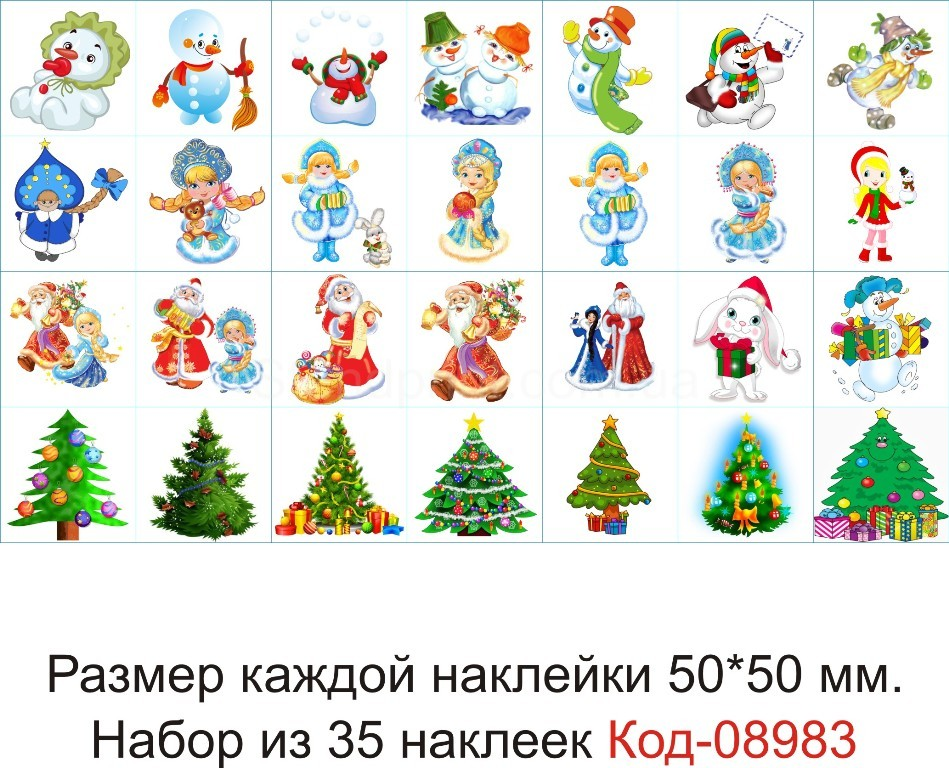 Размер каждой наклейки 50*50 мм.
Набор из 35 наклеек Код-08983